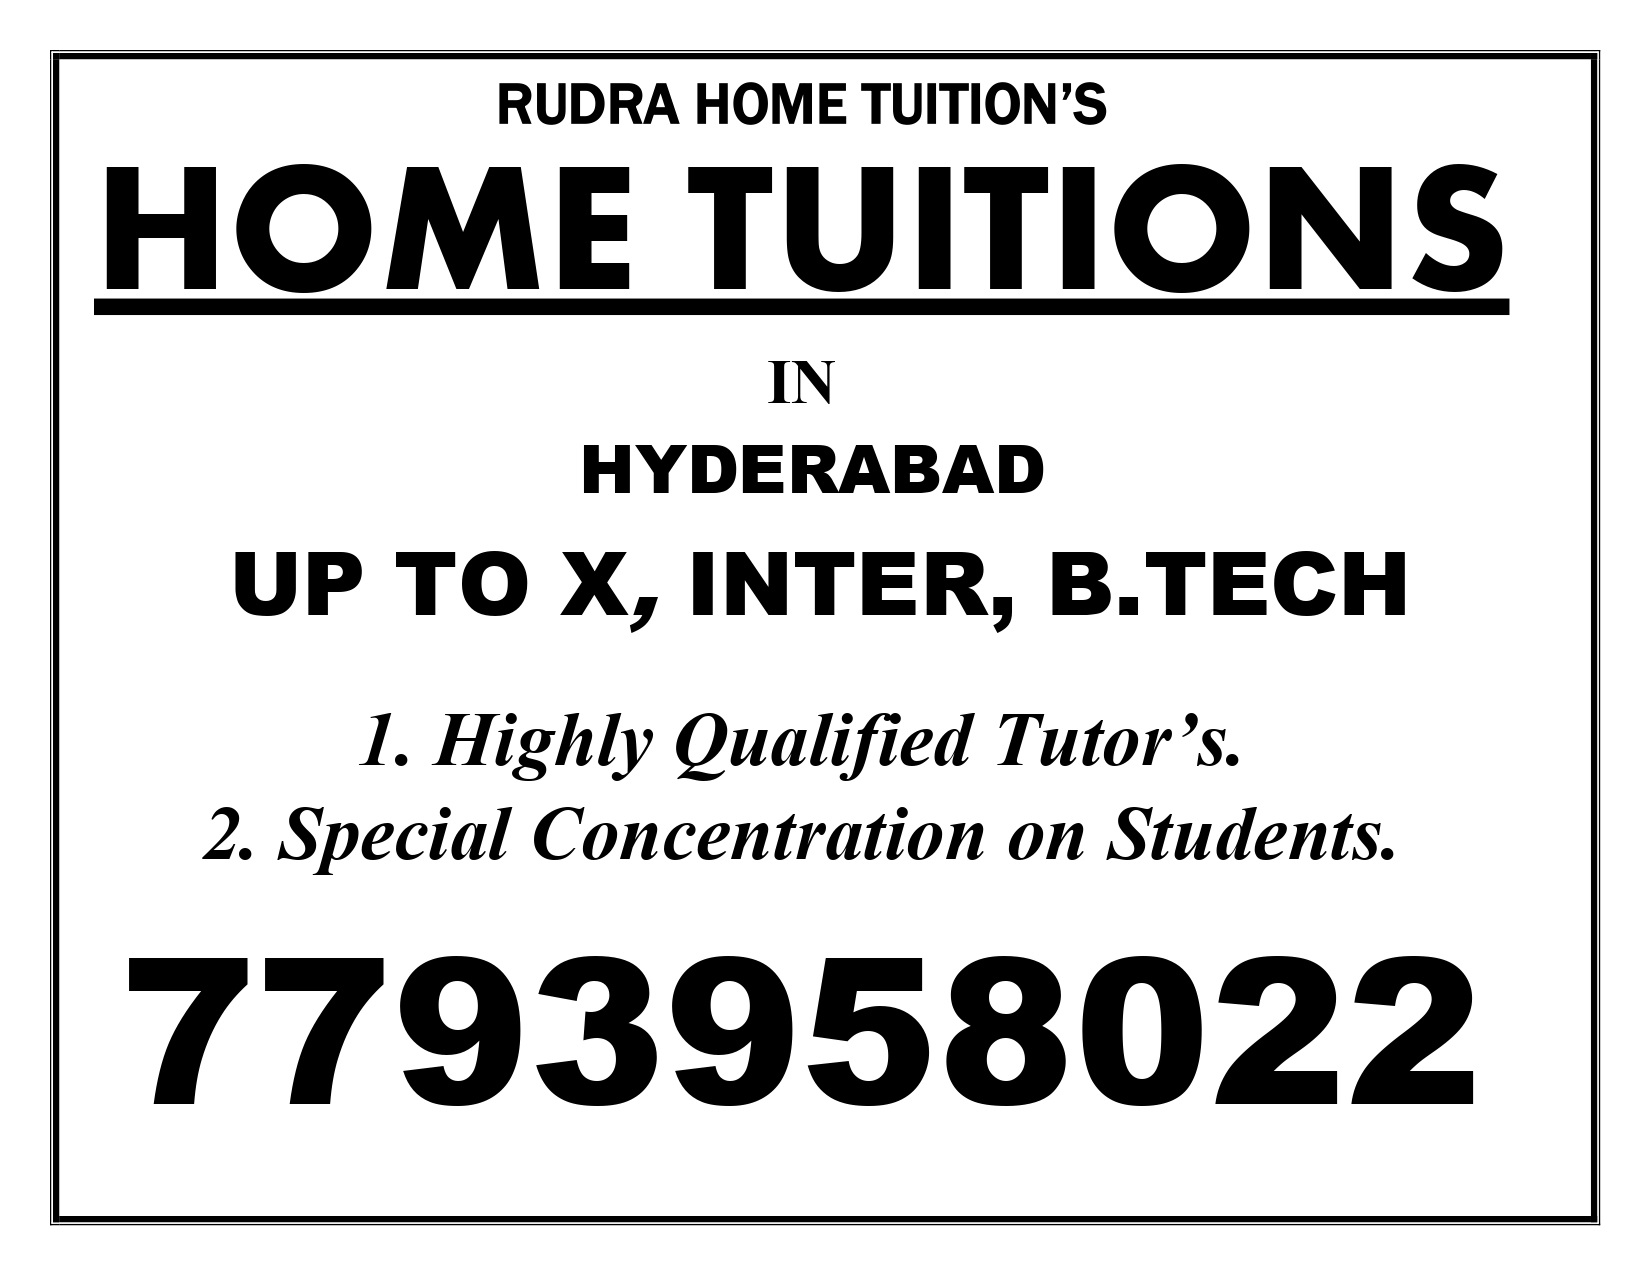 RUDRA HOME TUITION’S
HOME TUITIONS
IN
HYDERABAD
UP TO X, INTER, B.TECH
1. Highly Qualified Tutor’s.
2. Special Concentration on Students.
7793958022